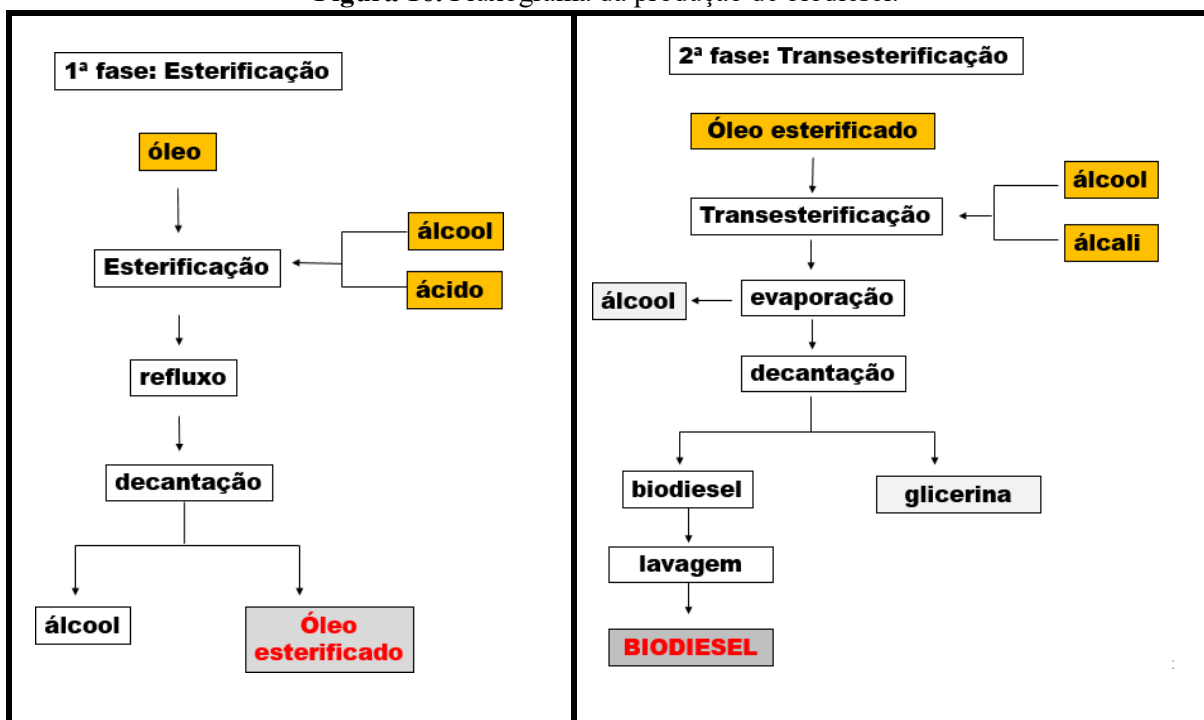 1ª fase: Esterificação
óleo
álcool
Esterificação
ácido
refluxo
decantação
álcool
Óleo
esterificado
2ª fase: Transesterificação
Óleo esterificado
álcool
Transesterificação
álcali
álcool
evaporação
decantação
biodiesel
glicerina
lavagem
BIODIESEL